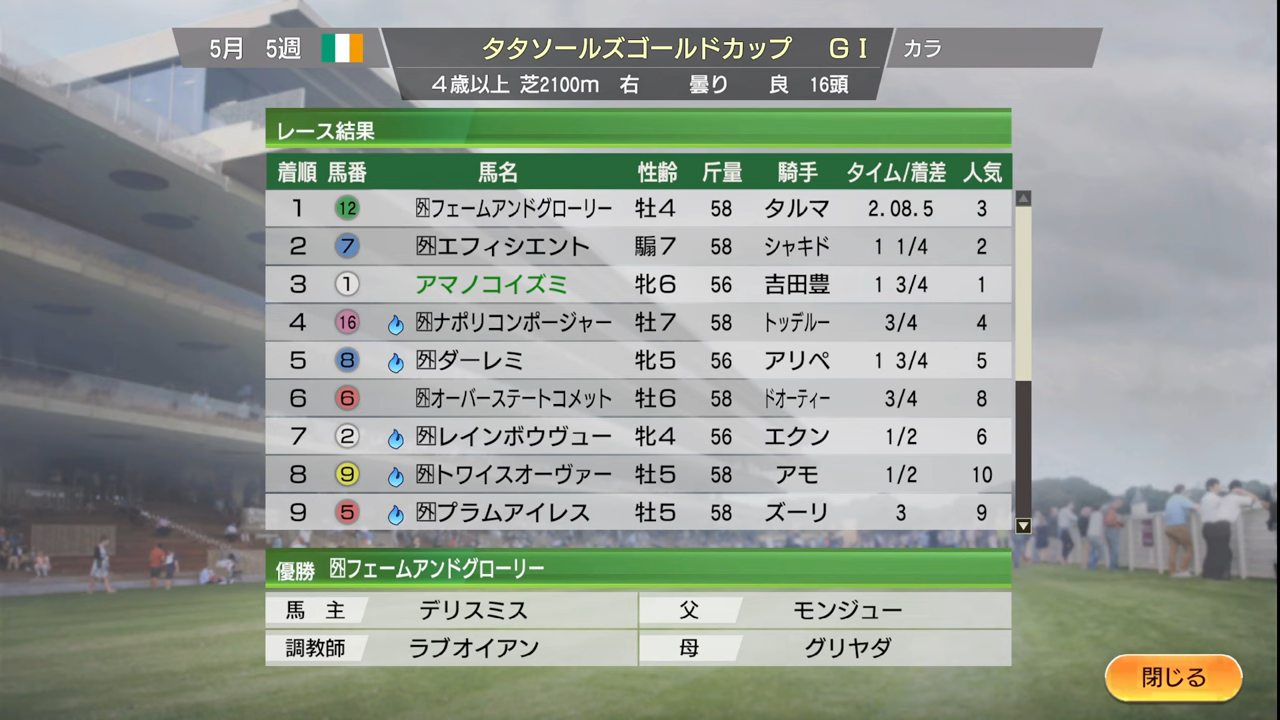 5月 5週 タタソールズゴールドカップ GⅠ カラ
4歳以上 芝2100m 右 曇り 良 16頭
レース結果
着順 馬番 馬名 性齢 斤量 騎手 タイム/着差 人気
1 12 外フェームアンドグローリー 牡4 58 タルマ 2.08.5 3
2 7 外エフィシエント 騸7 58 シャキド 1 1/4 2
3 1 アマノコイズミ 牝6 56 吉田豊 1 3/4 1
4 16 外ナポリコンポージャー 牡7 58 トッデルー 3/4 4
5 8 外ダーレミ 牝5 56 アリペ 1 3/4 5
6 6 外オーバーステートコメット 牡6 58 ドオーティー 3/4 8
7 2 外レインボウヴュー 牝4 56 エクン 1/2 6
8 9 外トワイスオーヴァー 牡5 58 アモ 1/2 10
9 5 外プラムアイレス 牡5 58 ズーリ 3 9
優勝 外フェームアンドグローリー
馬主 デリスミス 父 モンジュー
調教師 ラブオイアン 母 グリヤダ
閉じる